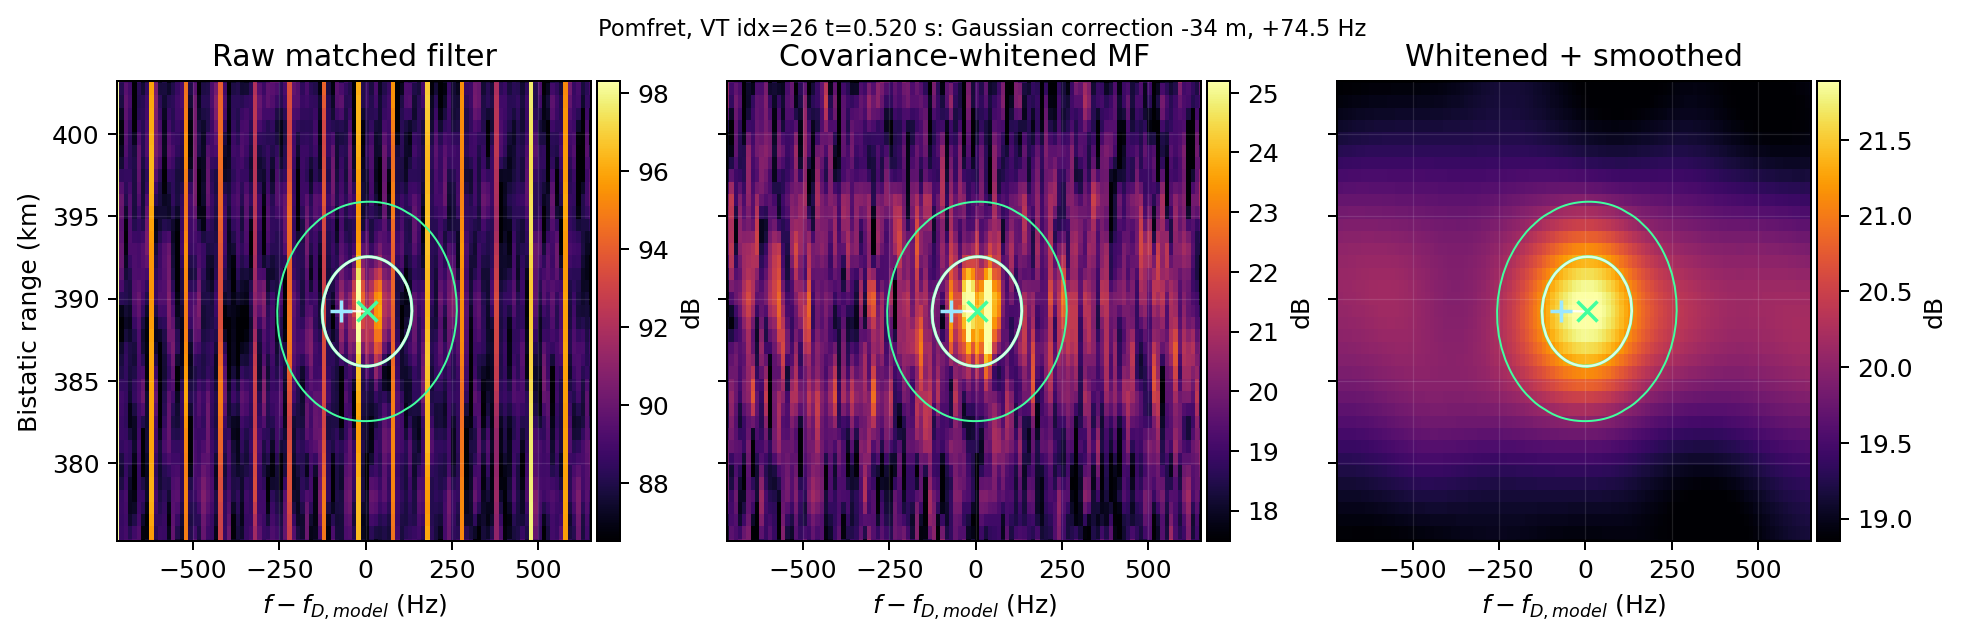 Pomfret, VT idx=26 t=0.520 s: Gaussian correction -34 m, +74.5 Hz
Raw matched filter
Covariance-whitened MF
Whitened + smoothed
Bistatic range (km)
400
395
390
385
380
−500 −250 0 250 500
f − f_{D, model} (Hz)
98
96
94
92
90
88
dB
−500 −250 0 250 500
f − f_{D, model} (Hz)
25
24
23
22
21
20
19
18
dB
−500 −250 0 250 500
f − f_{D, model} (Hz)
21.5
21.0
20.5
20.0
19.5
19.0
dB